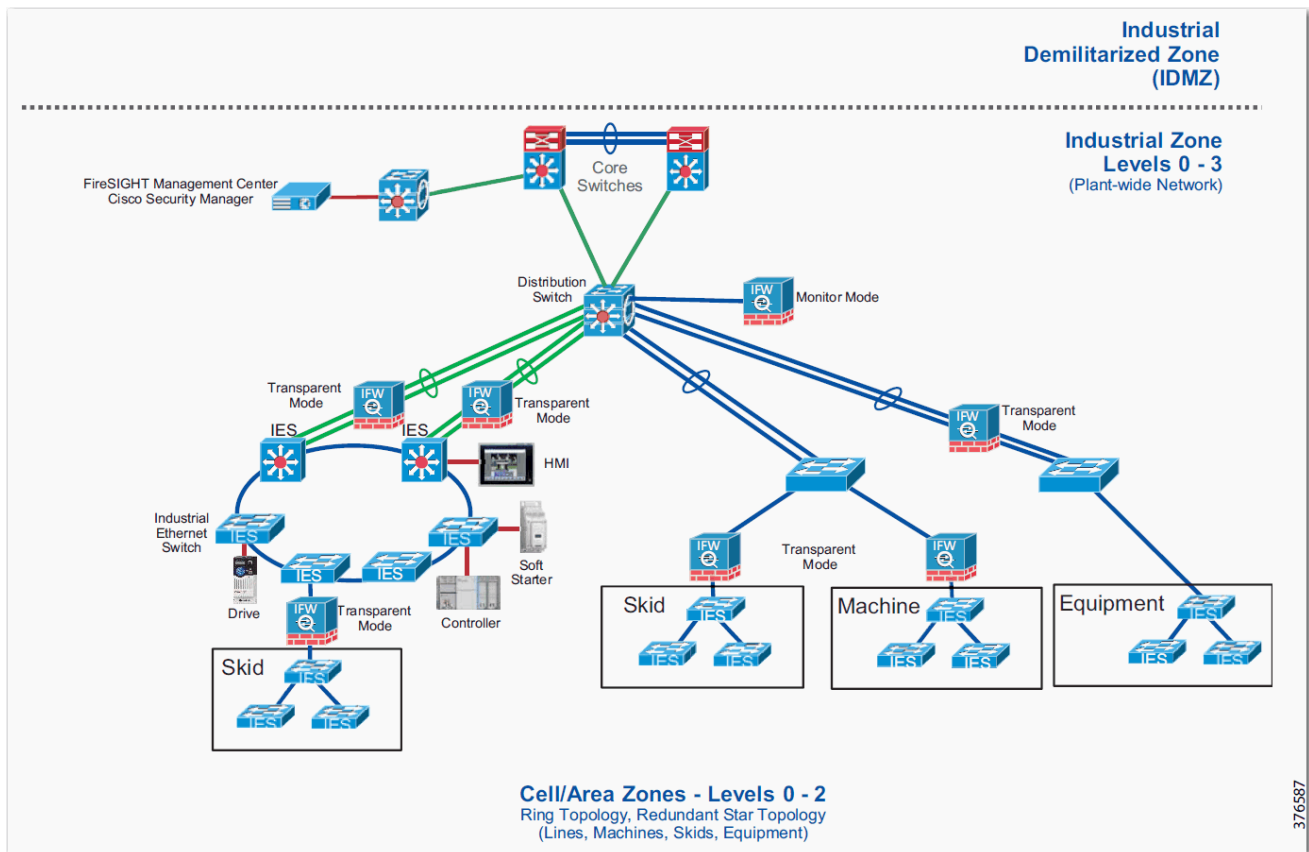 Industrial
Demilitarized Zone
(IDMZ)
Industrial Zone
Levels 0 - 3
(Plant-wide Network)
Core
Switches
FireSIGHT Management Center
Cisco Security Manager
Distribution
Switch
IFW
Monitor Mode
Transparent
Mode
IFW
IFW
Transparent
Mode
IFW
Transparent
Mode
IES
IES
HMI
Industrial
Ethernet
Switch
IES
IES
Soft
Starter
IES
IES
Drive
Controller
IFW
Transparent
Mode
IFW
Transparent
Mode
IFW
Skid
IES
IES
IES
Skid
IES
IES
IES
Machine
IES
IES
IES
Equipment
IES
IES
IES
Cell/Area Zones - Levels 0 - 2
Ring Topology, Redundant Star Topology
(Lines, Machines, Skids, Equipment)
376587